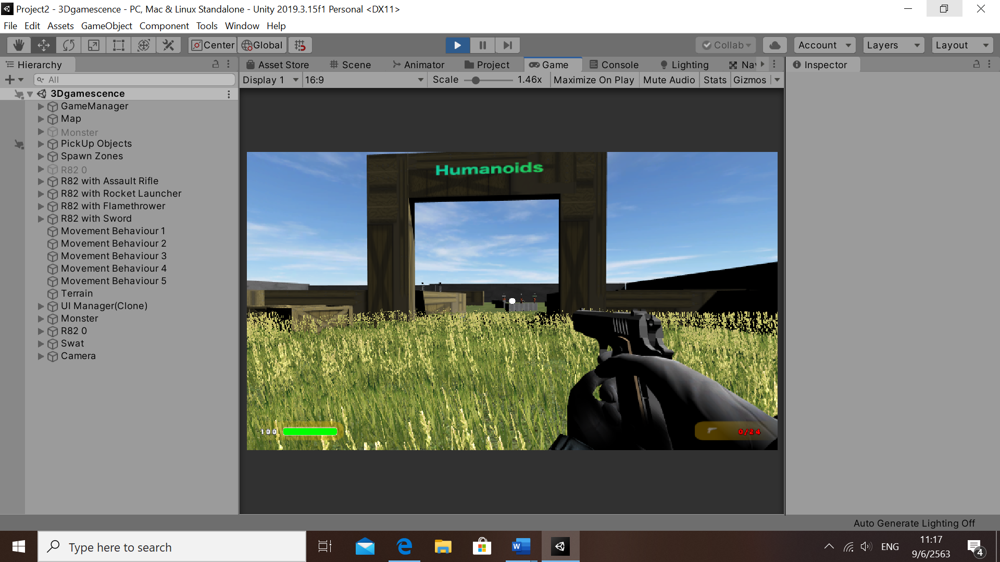 Project2 - 3Dgamescence - PC, Mac & Linux Standalone - Unity 2019.3.15f1 Personal <DX11>
File Edit Assets GameObject Component Tools Window Help
Center Global Collab Account Layers Layout
Hierarchy Asset Store Scene Animator Project Game Console Lighting Nav Inspector
All Display 1 16:9 Scale 1.46x Maximize On Play Mute Audio Stats Gizmos
3Dgamescence
GameManager
Map
Monster
PickUp Objects
Spawn Zones
R82 0
R82 with Assault Rifle
R82 with Rocket Launcher
R82 with Flamethrower
R82 with Sword
Movement Behaviour 1
Movement Behaviour 2
Movement Behaviour 3
Movement Behaviour 4
Movement Behaviour 5
Terrain
UI Manager(Clone)
Monster
R82 0
Swat
Camera
Humanoids
100
0/24
Auto Generate Lighting Off
Type here to search
ENG
11:17
9/6/2563
4